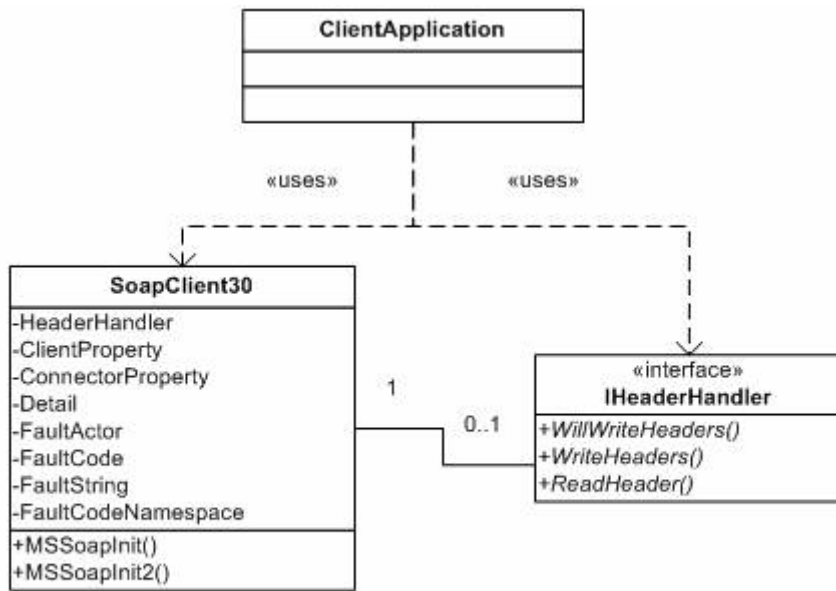 ClientApplication
«uses»
«uses»
SoapClient30
-HeaderHandler
-ClientProperty
-ConnectorProperty
-Detail
-FaultActor
-FaultCode
-FaultString
-FaultCodeNamespace
+MSSoapInit()
+MSSoapInit2()
1
0..1
«interface»
IHeaderHandler
+WillWriteHeaders()
+WriteHeaders()
+ReadHeader()